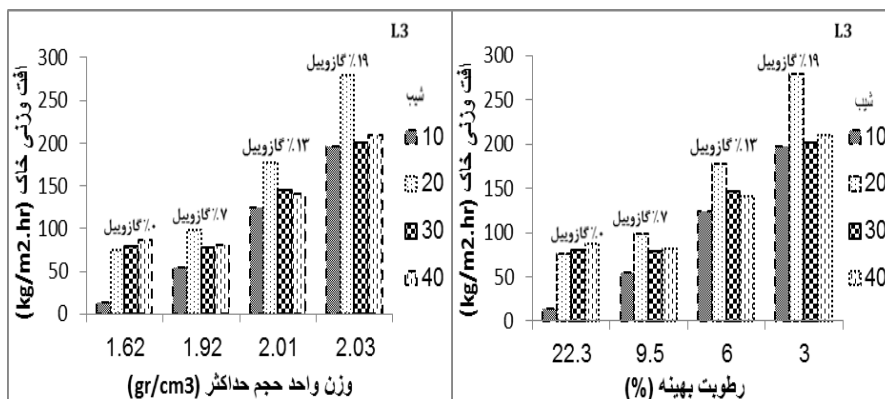 L3
افت وزنی خاک (kg/m2.hr)
300
250
200
150
100
50
0
۰٪ گازوییل
۷٪ گازوییل
۱۳٪ گازوییل
۱۹٪ گازوییل
شیب
10
20
30
40
1.62 1.92 2.01 2.03
وزن واحد حجم حداکثر (gr/cm3)
L3
افت وزنی خاک (kg/m2.hr)
300
250
200
150
100
50
0
۰٪ گازوییل
۷٪ گازوییل
۱۳٪ گازوییل
۱۹٪ گازوییل
شیب
10
20
30
40
22.3 9.5 6 3
رطوبت بهینه (%)